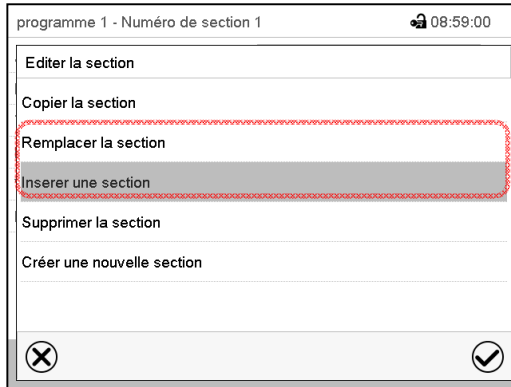 programme 1 - Numéro de section 1 08:59:00
Editer la section
Copier la section
Remplacer la section
Inserer une section
Supprimer la section
Créer une nouvelle section